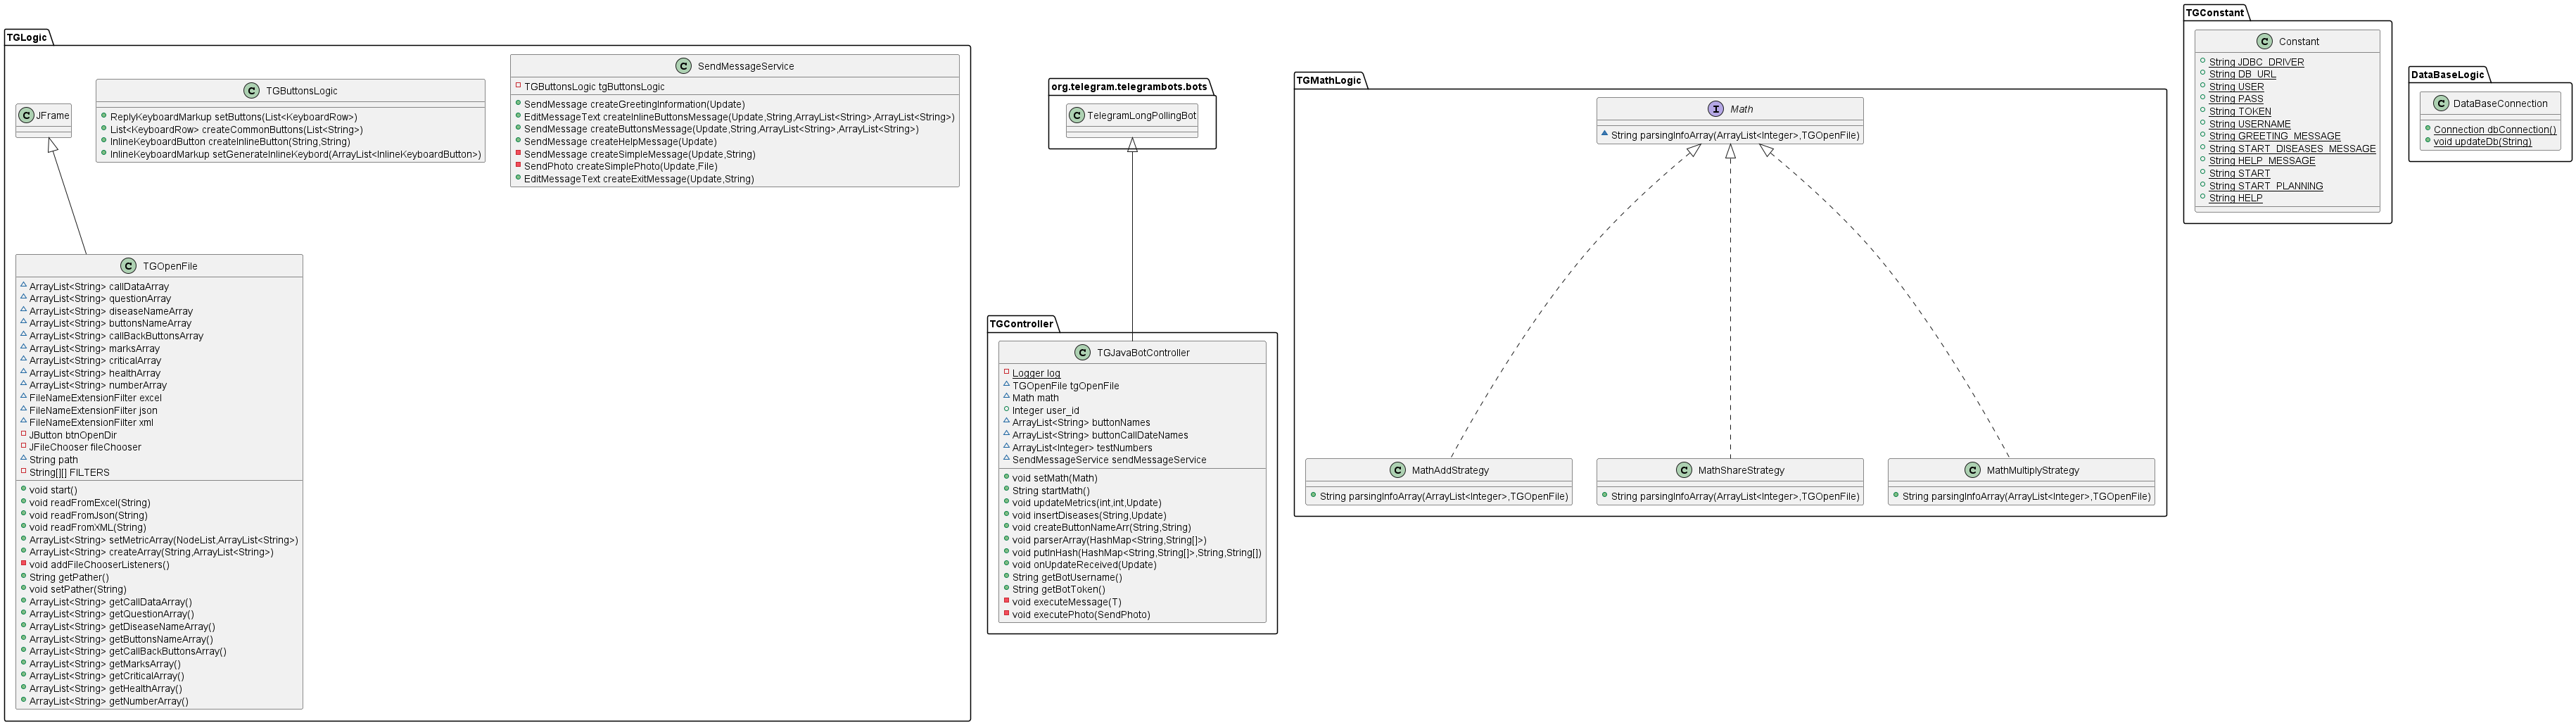 TGLogic
JFrame
TGButtonsLogic
ReplyKeyboardMarkup setButtons(List<KeyboardRow>)
List<KeyboardRow> createCommonButtons(List<String>)
InlineKeyboardButton createInlineButton(String,String)
InlineKeyboardMarkup setGenerateInlineKeybord(ArrayList<InlineKeyboardButton>)
SendMessageService
TGButtonsLogic tgButtonsLogic
SendMessage createGreetingInformation(Update)
EditMessageText createInlineButtonsMessage(Update,String,ArrayList<String>,ArrayList<String>)
SendMessage createButtonsMessage(Update,String,ArrayList<String>,ArrayList<String>)
SendMessage createHelpMessage(Update)
SendMessage createSimpleMessage(Update,String)
SendPhoto createSimplePhoto(Update,File)
EditMessageText createExitMessage(Update,String)
TGOpenFile
ArrayList<String> callDataArray
ArrayList<String> questionArray
ArrayList<String> diseaseNameArray
ArrayList<String> buttonsNameArray
ArrayList<String> callBackButtonsArray
ArrayList<String> marksArray
ArrayList<String> criticalArray
ArrayList<String> healthArray
ArrayList<String> numberArray
FileNameExtensionFilter excel
FileNameExtensionFilter json
FileNameExtensionFilter xml
JButton btnOpenDir
JFileChooser fileChooser
String path
String[][] FILTERS
void start()
void readFromExcel(String)
void readFromJson(String)
void readFromXML(String)
ArrayList<String> setMetricArray(NodeList,ArrayList<String>)
ArrayList<String> createArray(String,ArrayList<String>)
void addFileChooserListeners()
String getPather()
void setPather(String)
ArrayList<String> getCallDataArray()
ArrayList<String> getQuestionArray()
ArrayList<String> getDiseaseNameArray()
ArrayList<String> getButtonsNameArray()
ArrayList<String> getCallBackButtonsArray()
ArrayList<String> getMarksArray()
ArrayList<String> getCriticalArray()
ArrayList<String> getHealthArray()
ArrayList<String> getNumberArray()
org.telegram.telegrambots.bots
TelegramLongPollingBot
TGController
TGJavaBotController
Logger log
TGOpenFile tgOpenFile
Math math
Integer user_id
ArrayList<String> buttonNames
ArrayList<String> buttonCallDateNames
ArrayList<Integer> testNumbers
SendMessageService sendMessageService
void setMath(Math)
String startMath()
void updateMetrics(int,int,Update)
void insertDiseases(String,Update)
void createButtonNameArr(String,String)
void parserArray(HashMap<String,String[]>)
void putInHash(HashMap<String,String[]>,String,String[])
void onUpdateReceived(Update)
String getBotUsername()
String getBotToken()
void executeMessage(T)
void executePhoto(SendPhoto)
TGMathLogic
Math
String parsingInfoArray(ArrayList<Integer>,TGOpenFile)
MathAddStrategy
String parsingInfoArray(ArrayList<Integer>,TGOpenFile)
MathShareStrategy
String parsingInfoArray(ArrayList<Integer>,TGOpenFile)
MathMultiplyStrategy
String parsingInfoArray(ArrayList<Integer>,TGOpenFile)
TGConstant
Constant
String JDBC_DRIVER
String DB_URL
String USER
String PASS
String TOKEN
String USERNAME
String GREETING_MESSAGE
String START_DISEASES_MESSAGE
String HELP_MESSAGE
String START
String START_PLANNING
String HELP
DataBaseLogic
DataBaseConnection
Connection dbConnection()
void updateDb(String)